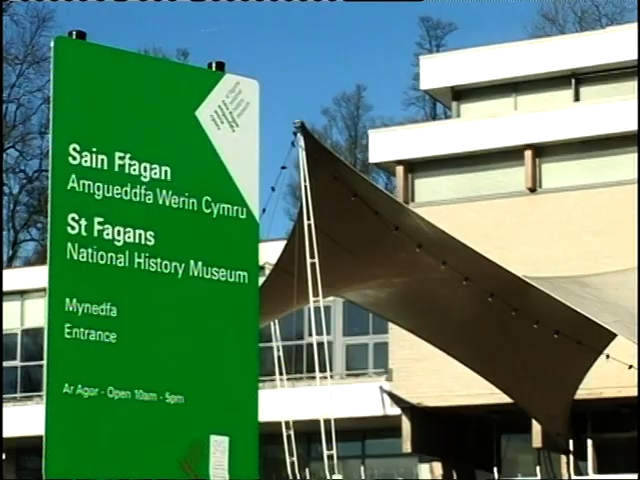 Sain Ffagan
Amgueddfa Werin Cymru
St Fagans
National History Museum
Mynedfa
Entrance
Ar Agor - Open 10am - 5pm